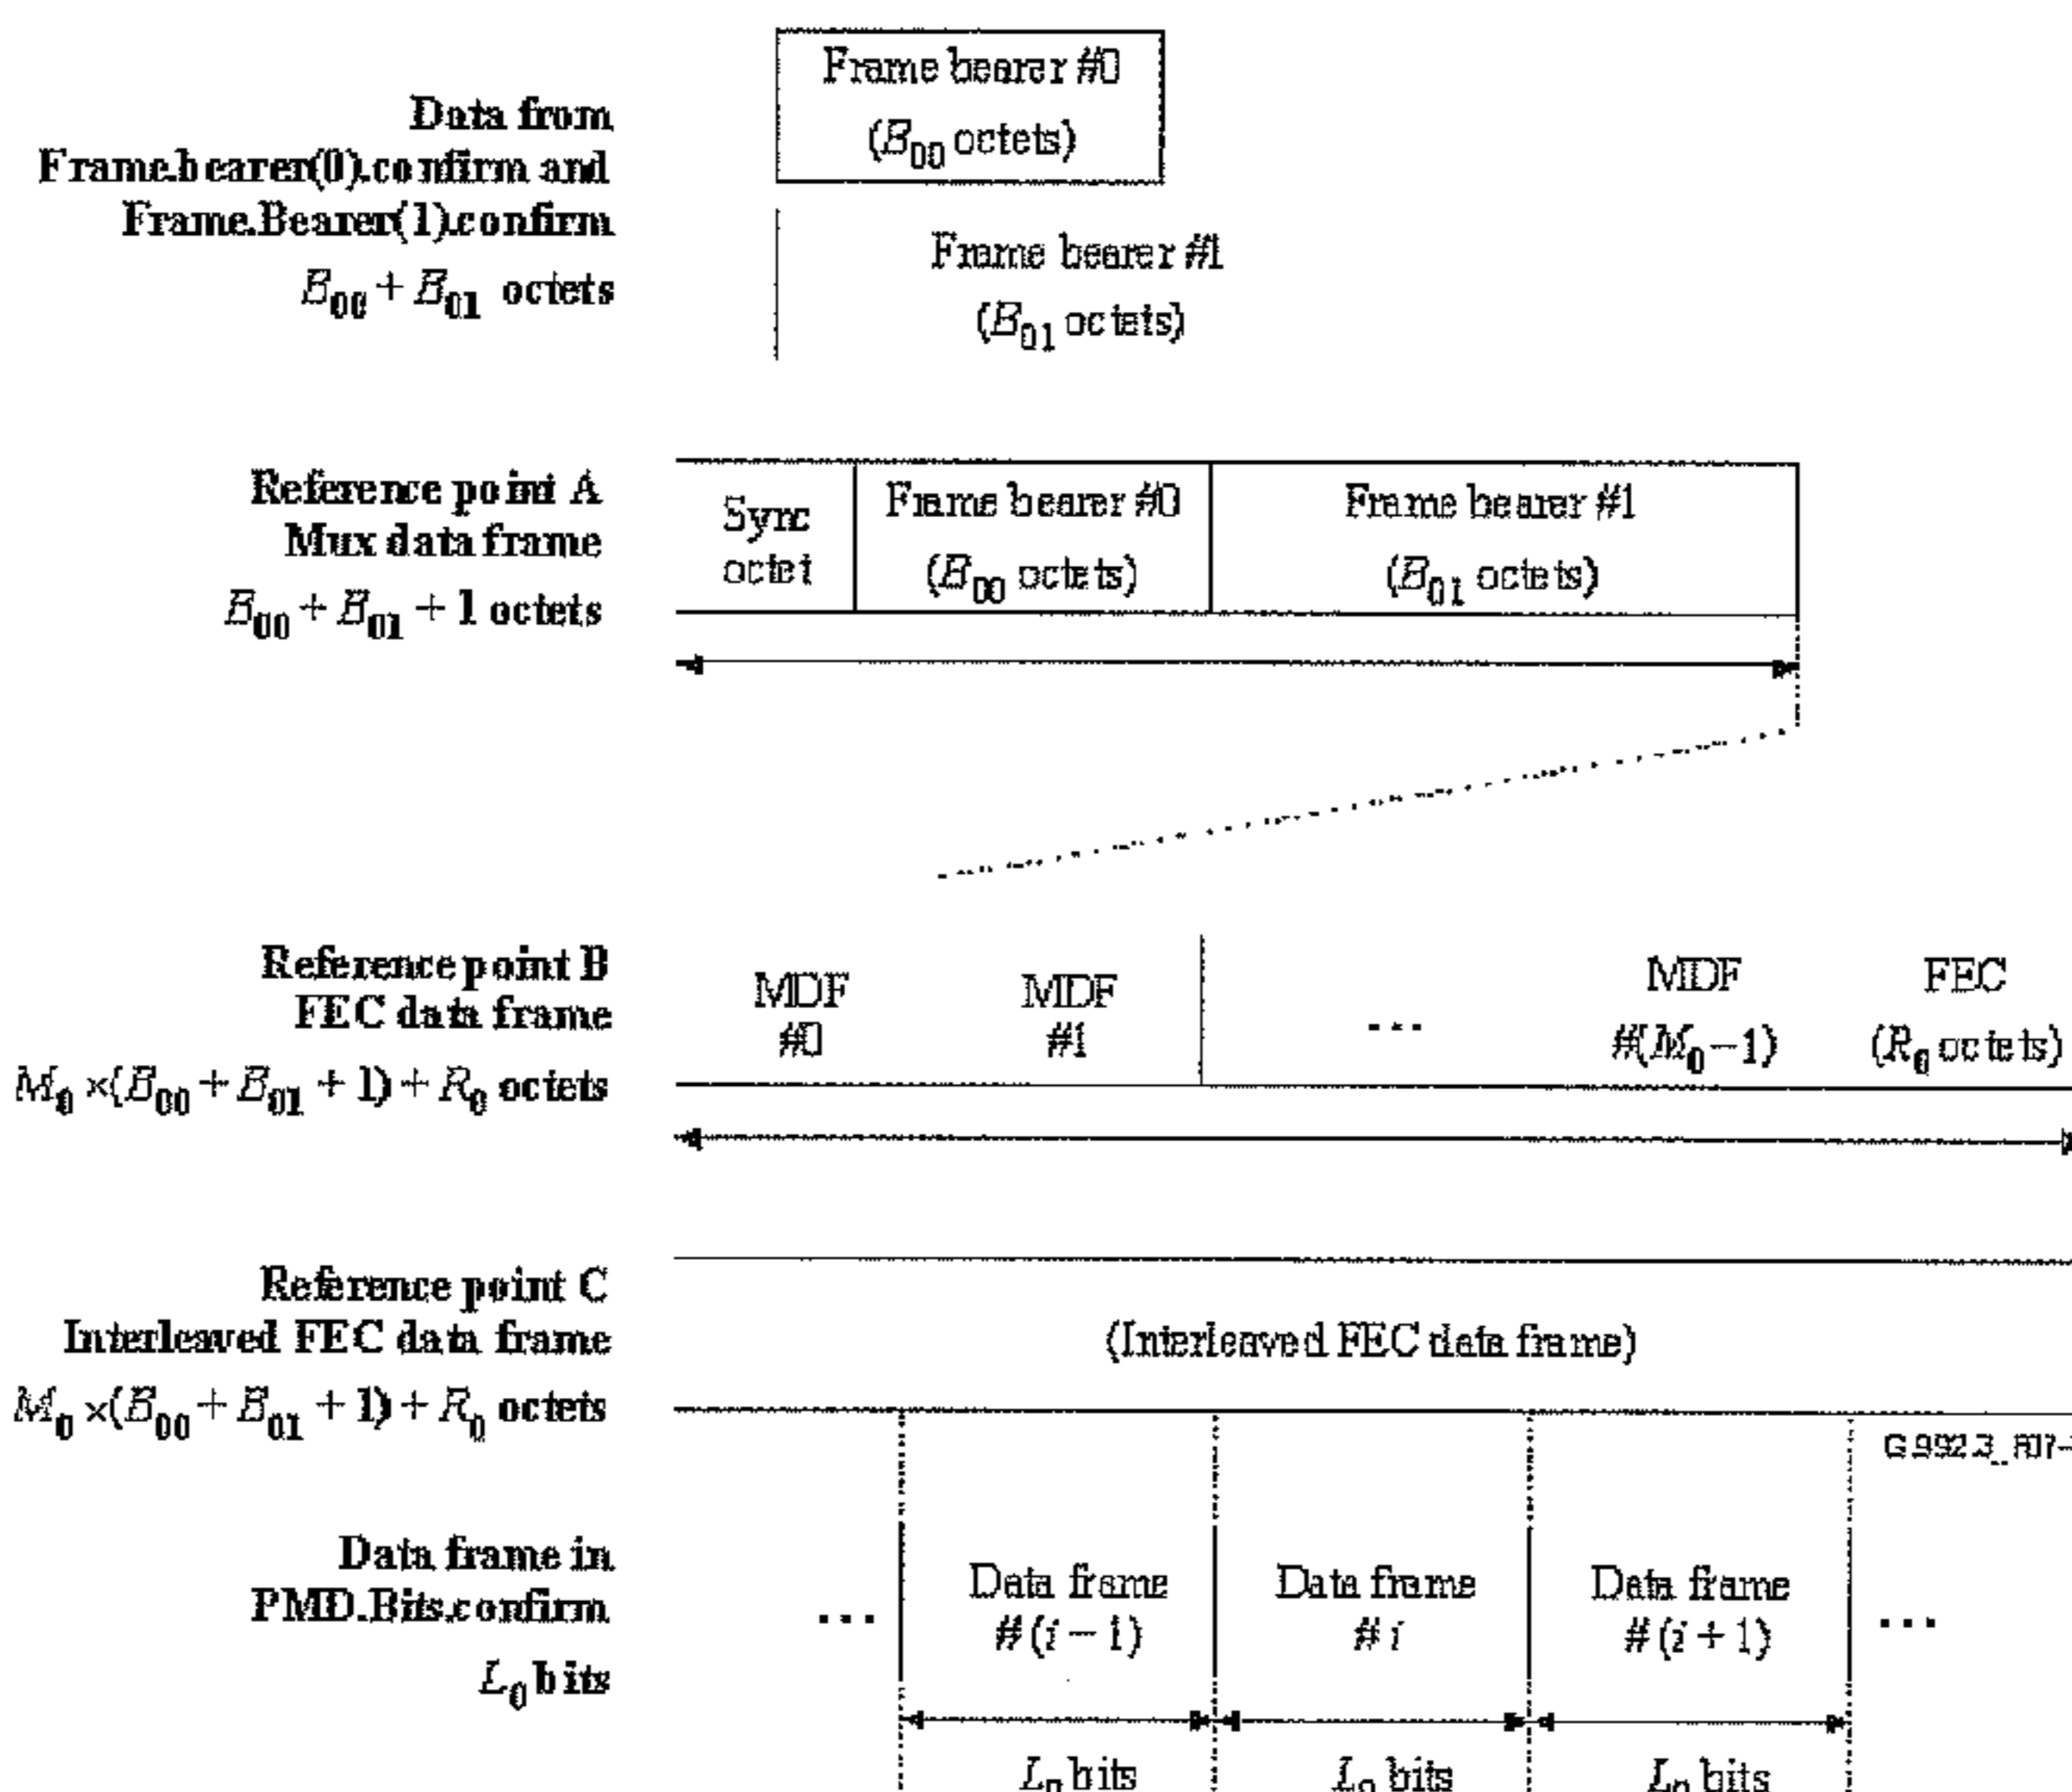 Frame bearer #0
(B00 octets)
Data from
Frame.bearer(0).confirm and
Frame.Bearer(1).confirm
B00 + B01 octets
Frame bearer #1
(B01 octets)
Reference point A
Mux data frame
B00 + B01 + 1 octets
Sync
octet
Frame bearer #0
(B00 octets)
Frame bearer #1
(B01 octets)
Reference point B
FEC data frame
M0 ×(B00 + B01 + 1) + R0 octets
MDF
#0
MDF
#1
...
MDF
#(M0−1)
FEC
(R0 octets)
Reference point C
Interleaved FEC data frame
M0 ×(B00 + B01 + 1) + R0 octets
(Interleaved FEC data frame)
G.992.3_F07-
Data frame in
PMD.Bits.confirm
L0 bits
...
Data frame
#(i − 1)
Data frame
# i
Data frame
#(i + 1)
...
L0 bits
L0 bits
L0 bits